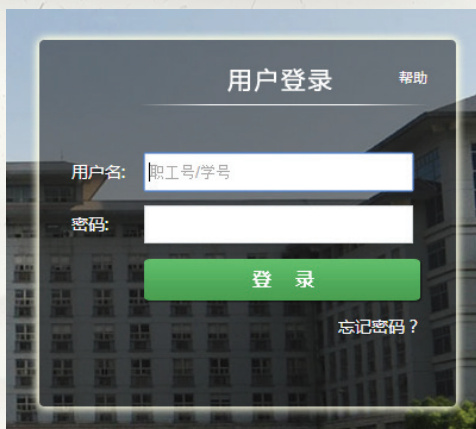 用户登录 帮助
用户名: 职工号/学号
密码:
登 录
忘记密码？